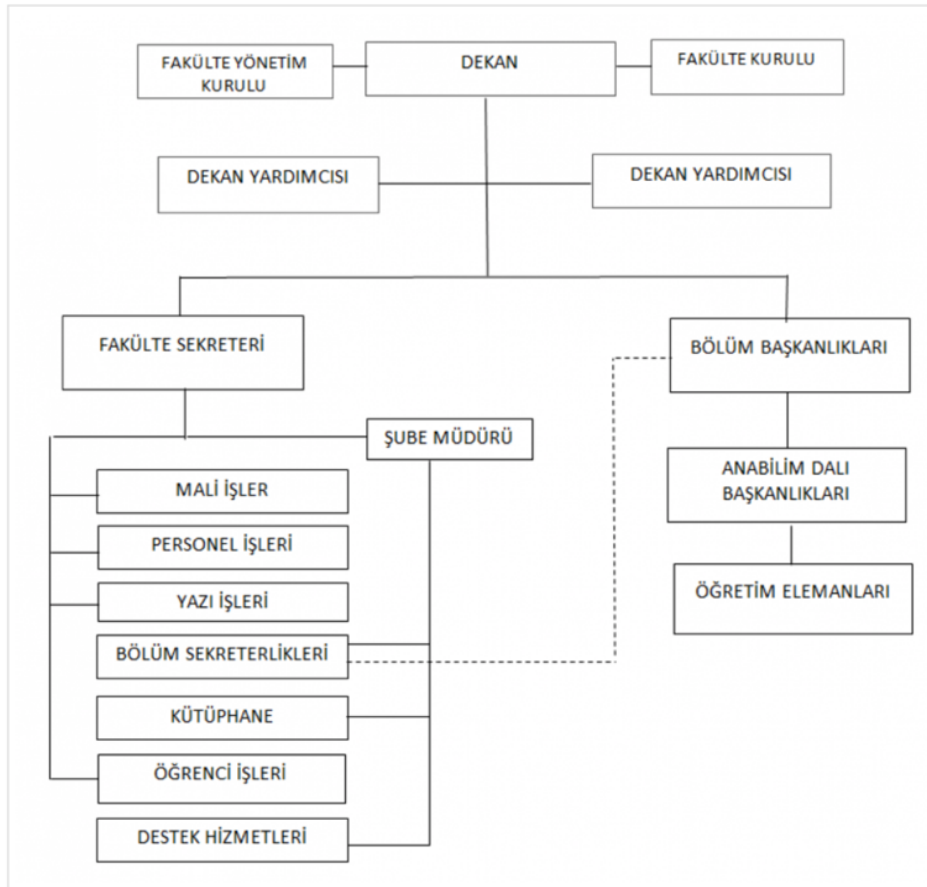 FAKÜLTE YÖNETİM
KURULU
DEKAN
FAKÜLTE KURULU
DEKAN YARDIMCISI
DEKAN YARDIMCISI
FAKÜLTE SEKRETERİ
BÖLÜM BAŞKANLIKLARI
ŞUBE MÜDÜRÜ
MALİ İŞLER
PERSONEL İŞLERİ
YAZI İŞLERİ
BÖLÜM SEKRETERLİKLERİ
KÜTÜPHANE
ÖĞRENCİ İŞLERİ
DESTEK HİZMETLERİ
ANABİLİM DALI
BAŞKANLIKLARI
ÖĞRETİM ELEMANLARI